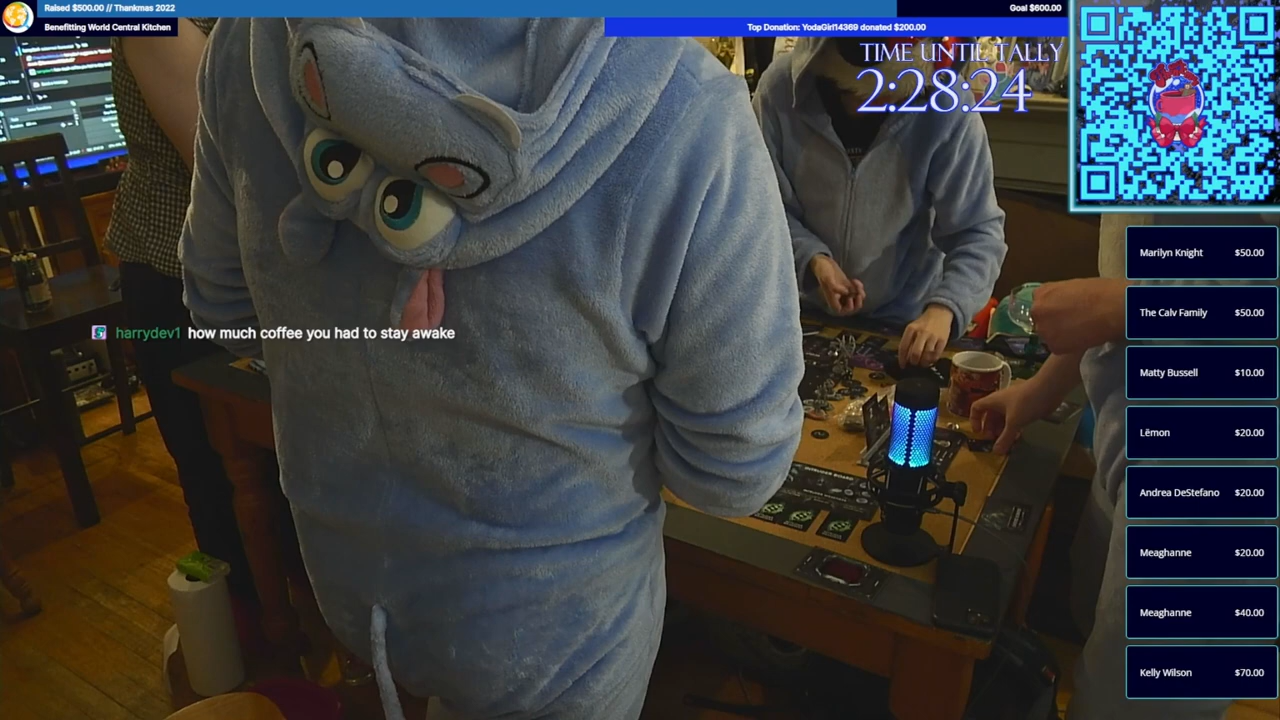 Raised $500.00 // Thankmas 2022
Goal $600.00
Benefitting World Central Kitchen
Top Donation: YodaGirl14369 donated $200.00
TIME UNTIL TALLY
2:28:24
Marilyn Knight $50.00
The Calv Family $50.00
harrydev1 how much coffee you had to stay awake
Matty Bussell $10.00
Lēmon $20.00
INTRUDER BOARD
Andrea DeStefano $20.00
Meaghanne $20.00
Meaghanne $40.00
Kelly Wilson $70.00